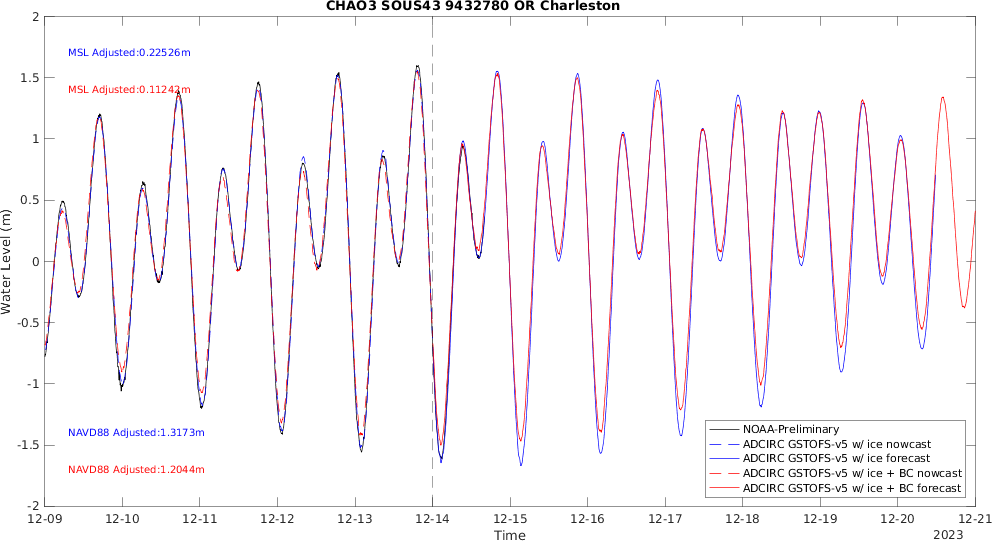 CHAO3 SOUS43 9432780 OR Charleston
Water Level (m)
2
1.5
1
0.5
0
-0.5
-1
-1.5
-2
MSL Adjusted:0.22526m
MSL Adjusted:0.11242m
NAVD88 Adjusted:1.3173m
NAVD88 Adjusted:1.2044m
NOAA-Preliminary
ADCIRC GSTOFS-v5 w/ ice nowcast
ADCIRC GSTOFS-v5 w/ ice forecast
ADCIRC GSTOFS-v5 w/ ice + BC nowcast
ADCIRC GSTOFS-v5 w/ ice + BC forecast
12-09 12-10 12-11 12-12 12-13 12-14 12-15 12-16 12-17 12-18 12-19 12-20 12-21
Time
2023